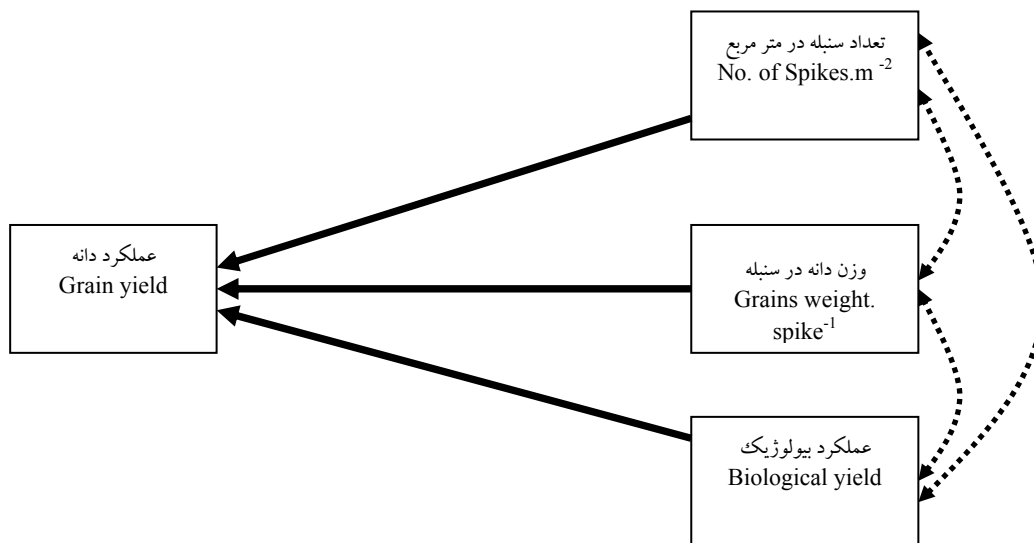 تعداد سنبله در متر مربع
No. of Spikes.m -2
عملکرد دانه
Grain yield
وزن دانه در سنبله
Grains weight.
spike-1
عملکرد بیولوژیک
Biological yield